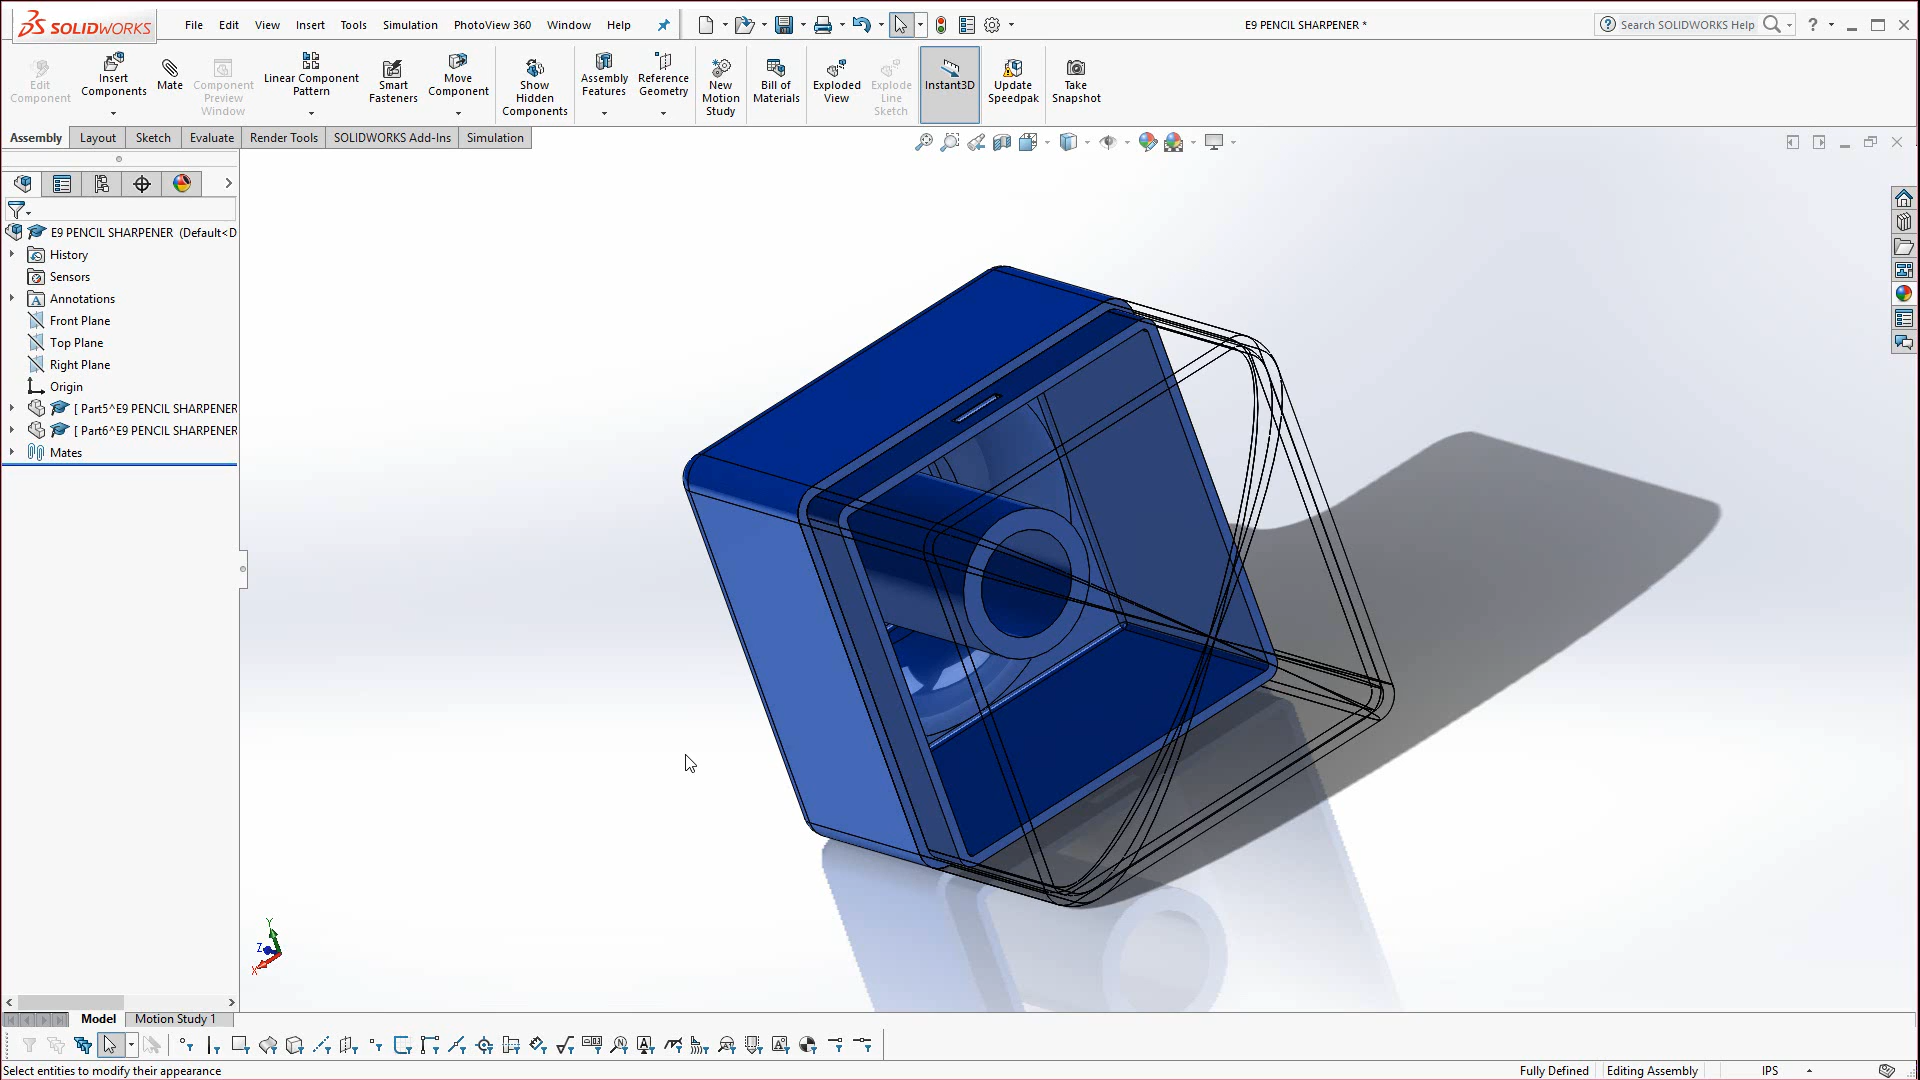 SOLIDWORKS File Edit View Insert Tools Simulation PhotoView 360 Window Help E9 PENCIL SHARPENER * Search SOLIDWORKS Help ?
Edit Component
Insert Components
Mate
Component Preview Window
Linear Component Pattern
Smart Fasteners
Move Component
Show Hidden Components
Assembly Features
Reference Geometry
New Motion Study
Bill of Materials
Exploded View
Explode Line Sketch
Instant3D
Update Speedpak
Take Snapshot
Assembly Layout Sketch Evaluate Render Tools SOLIDWORKS Add-Ins Simulation
E9 PENCIL SHARPENER (Default<D
History
Sensors
Annotations
Front Plane
Top Plane
Right Plane
Origin
[ Part5^E9 PENCIL SHARPENER
[ Part6^E9 PENCIL SHARPENER
Mates
Y
Z
X
Model Motion Study 1
Select entities to modify their appearance Fully Defined Editing Assembly IPS